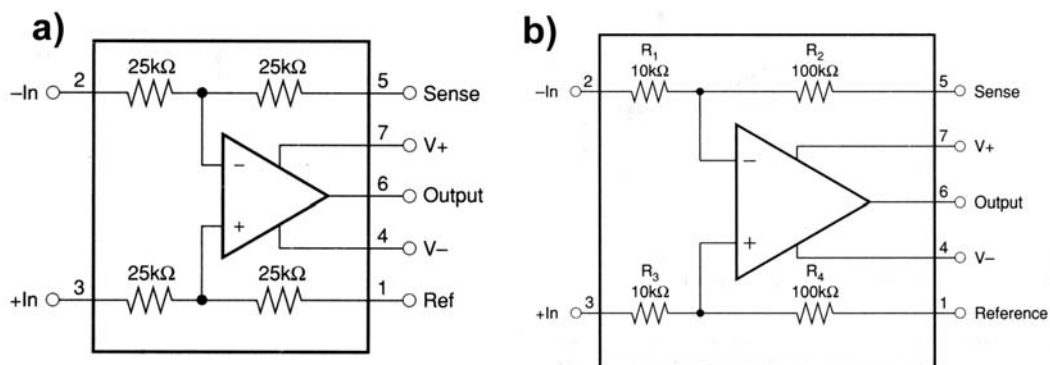 a)
25kΩ 25kΩ
–In 2 5 Sense
7 V+
–
6 Output
+
4 V–
25kΩ 25kΩ
+In 3 1 Ref
b)
R1 R2
10kΩ 100kΩ
–In 2 5 Sense
7 V+
–
6 Output
+
4 V–
R3 R4
10kΩ 100kΩ
+In 3 1 Reference